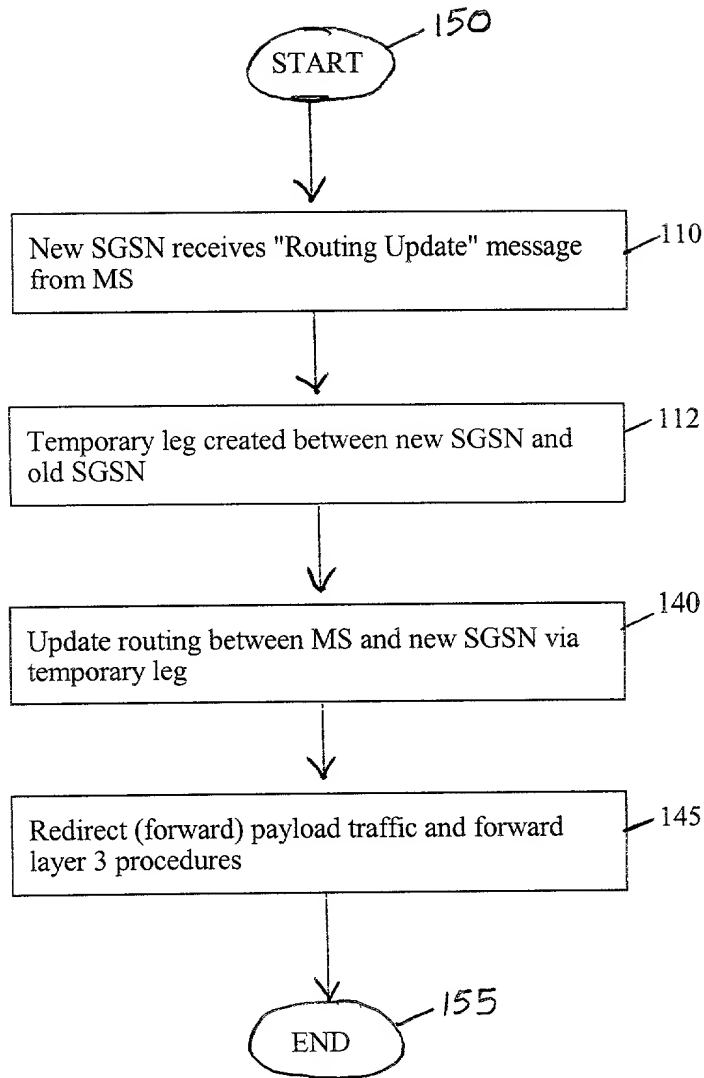 150
START
New SGSN receives "Routing Update" message
from MS
110
Temporary leg created between new SGSN and
old SGSN
112
Update routing between MS and new SGSN via
temporary leg
140
Redirect (forward) payload traffic and forward
layer 3 procedures
145
155
END